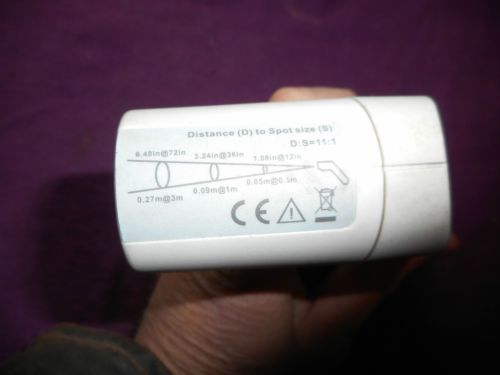 Distance (D) to Spot size (S)
D:S=11:1
6.48in@72in 3.24in@36in 1.08in@12in
0.27m@3m 0.09m@1m 0.05m@0.5m
CE